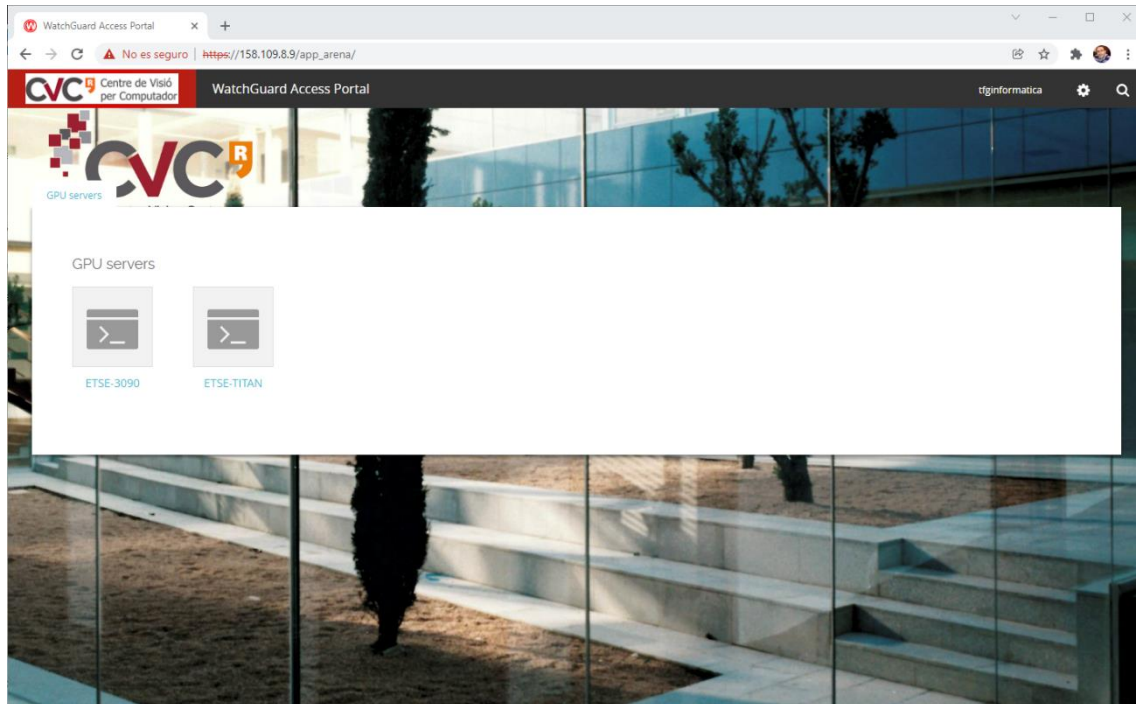 WatchGuard Access Portal
No es seguro https://158.109.8.9/app_arena/
CVC Centre de Visió
per Computador
WatchGuard Access Portal
tfginformatica
CVC
GPU servers
GPU servers
ETSE-3090
ETSE-TITAN